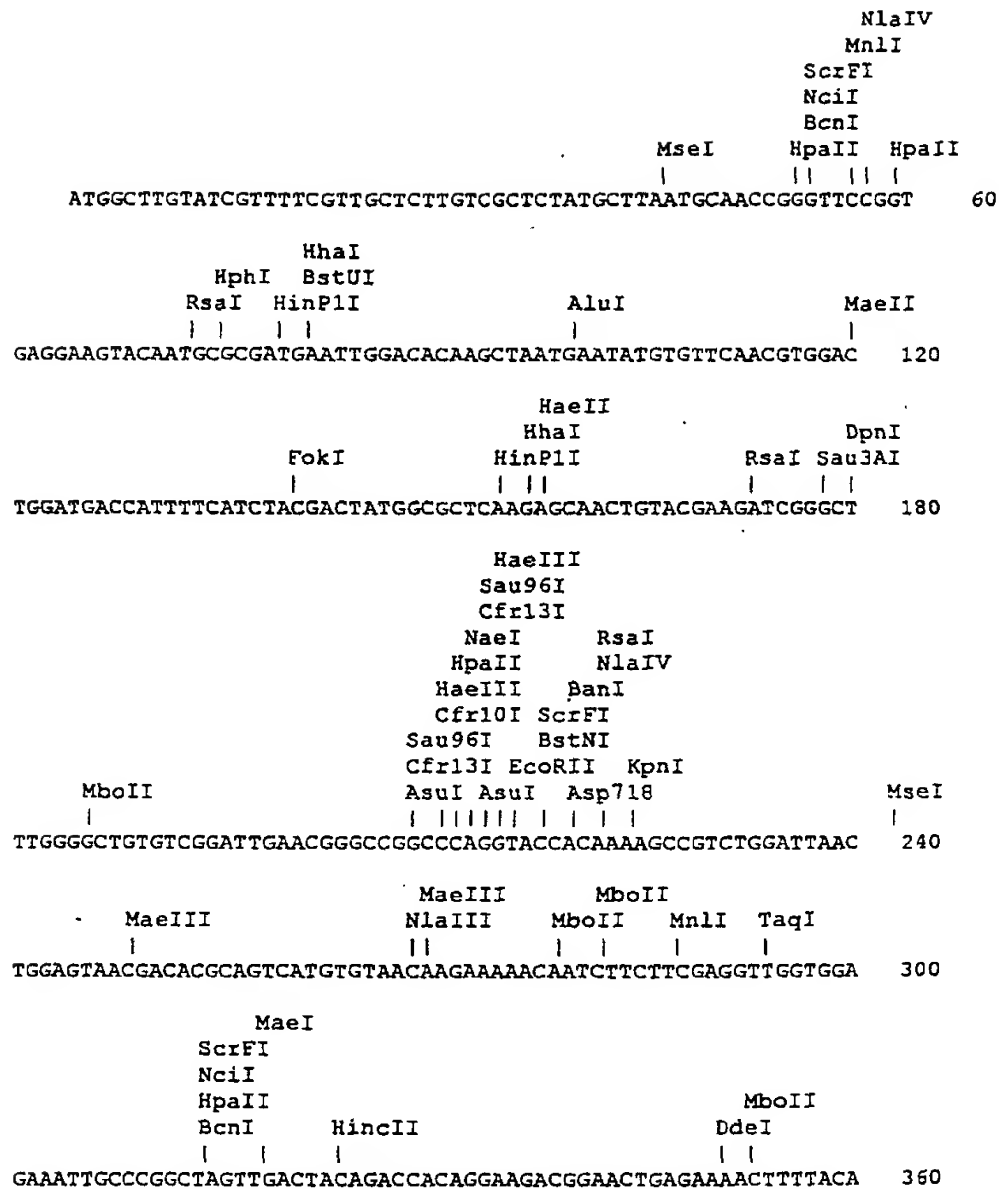 NlaIV
MnlI
ScrFI
NciI
BcnI
MseI HpaII HpaII
ATGGCTTGTATCGTTTTCGTTGCTCTTGTCGCTCTATGCTTAATGCAACCGGGTTCCGGT 60
HhaI
HphI BstUI
RsaI HinP1I AluI MaeII
GAGGAAGTACAATGCGCGATGAATTGGACACAAGCTAATGAATATGTGTTCAACGTGGAC 120
HaeII
HhaI DpnI
FokI HinP1I RsaI Sau3AI
TGGATGACCATTTTCATCTACGACTATGGCGCTCAAGAGCAACTGTACGAAGATCGGGCT 180
HaeIII
Sau96I
Cfr13I
NaeI RsaI
HpaII NlaIV
HaeIII BanI
Cfr10I ScrFI
Sau96I BstNI
Cfr13I EcoRII KpnI
MboII AsuI AsuI Asp718 MseI
TTGGGGCTGTGTCGGATTGAACGGGCCGGCCCAGGTACCACAAAAGCCGTCTGGATTAAC 240
MaeIII MboII
MaeIII NlaIII MboII MnlI TaqI
TGGAGTAACGACACGCAGTCATGTGTAACAAGAAAAACAATCTTCTTCGAGGTTGGTGGA 300
MaeI
ScrFI
NciI
HpaII MboII
BcnI HincII DdeI
GAAATTGCCCGGCTAGTTGACTACAGACCACAGGAAGACGGAACTGAGAAAACTTTTACA 360